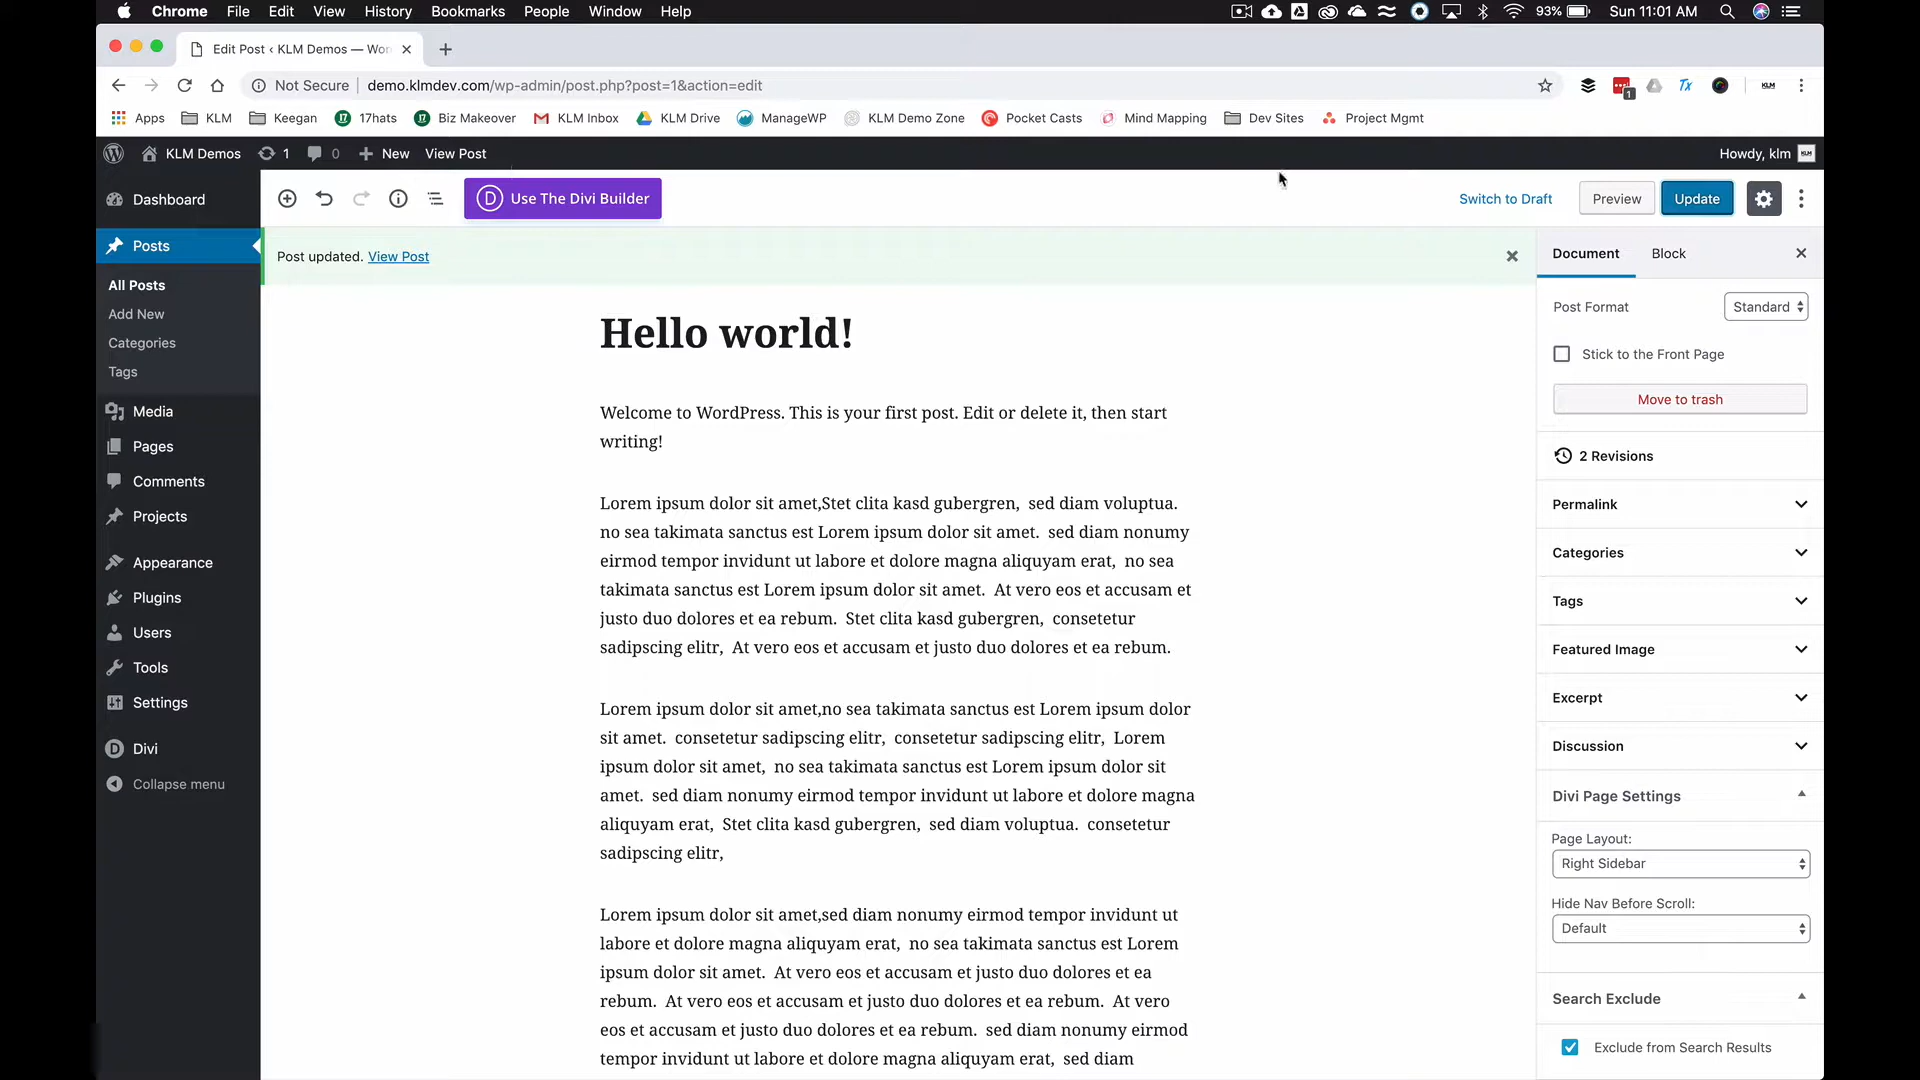 Chrome File Edit View History Bookmarks People Window Help 93% Sun 11:01 AM
Edit Post ‹ KLM Demos — Wor
Not Secure demo.klmdev.com/wp-admin/post.php?post=1&action=edit 1 Tx KLM
Apps KLM Keegan 17hats Biz Makeover KLM Inbox KLM Drive ManageWP KLM Demo Zone Pocket Casts Mind Mapping Dev Sites Project Mgmt
KLM Demos 1 0 New View Post Howdy, klm
Dashboard
Posts
All Posts
Add New
Categories
Tags
Media
Pages
Comments
Projects
Appearance
Plugins
Users
Tools
Settings
Divi
Collapse menu
D Use The Divi Builder Switch to Draft Preview Update
Post updated. View Post
Hello world!
Welcome to WordPress. This is your first post. Edit or delete it, then start
writing!
Lorem ipsum dolor sit amet,Stet clita kasd gubergren, sed diam voluptua.
no sea takimata sanctus est Lorem ipsum dolor sit amet. sed diam nonumy
eirmod tempor invidunt ut labore et dolore magna aliquyam erat, no sea
takimata sanctus est Lorem ipsum dolor sit amet. At vero eos et accusam et
justo duo dolores et ea rebum. Stet clita kasd gubergren, consetetur
sadipscing elitr, At vero eos et accusam et justo duo dolores et ea rebum.
Lorem ipsum dolor sit amet,no sea takimata sanctus est Lorem ipsum dolor
sit amet. consetetur sadipscing elitr, consetetur sadipscing elitr, Lorem
ipsum dolor sit amet, no sea takimata sanctus est Lorem ipsum dolor sit
amet. sed diam nonumy eirmod tempor invidunt ut labore et dolore magna
aliquyam erat, Stet clita kasd gubergren, sed diam voluptua. consetetur
sadipscing elitr,
Lorem ipsum dolor sit amet,sed diam nonumy eirmod tempor invidunt ut
labore et dolore magna aliquyam erat, no sea takimata sanctus est Lorem
ipsum dolor sit amet. At vero eos et accusam et justo duo dolores et ea
rebum. At vero eos et accusam et justo duo dolores et ea rebum. At vero
eos et accusam et justo duo dolores et ea rebum. sed diam nonumy eirmod
tempor invidunt ut labore et dolore magna aliquyam erat, sed diam
Document Block
Post Format Standard
Stick to the Front Page
Move to trash
2 Revisions
Permalink
Categories
Tags
Featured Image
Excerpt
Discussion
Divi Page Settings
Page Layout:
Right Sidebar
Hide Nav Before Scroll:
Default
Search Exclude
Exclude from Search Results